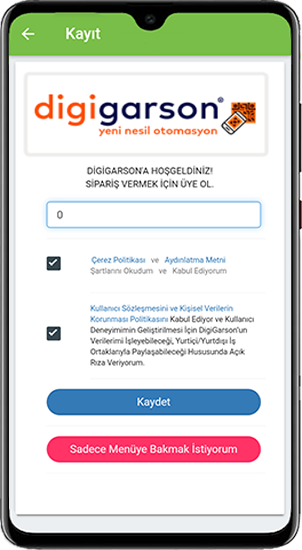 Kayıt
digigarson®
yeni nesil otomasyon
DİGİGARSON'A HOŞGELDİNİZ!
SİPARİŞ VERMEK İÇİN ÜYE OL.
0
Çerez Politikası ve Aydınlatma Metni
Şartlarını Okudum ve Kabul Ediyorum
Kullanıcı Sözleşmesini ve Kişisel Verilerin
Korunması Politikasını Kabul Ediyor ve Kullanıcı
Deneyimimin Geliştirilmesi İçin DigiGarson'un
Verilerimi İşleyebileceği, Yurtiçi/Yurtdışı İş
Ortaklarıyla Paylaşabileceği Hususunda Açık
Rıza Veriyorum.
Kaydet
Sadece Menüye Bakmak İstiyorum